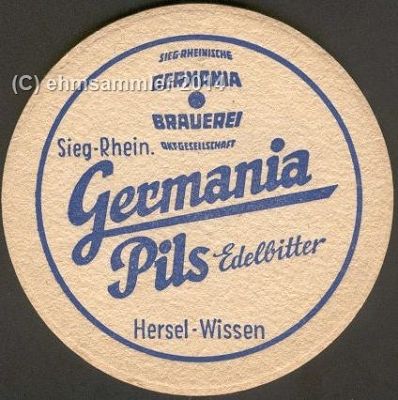 SIEG-RHEINISCHE
GERMANIA
(C) ehmsammler 2014
BRAUEREI
AKT-GESELLSCHAFT
Sieg-Rhein.
Germania
Pils Edelbitter
Hersel-Wissen